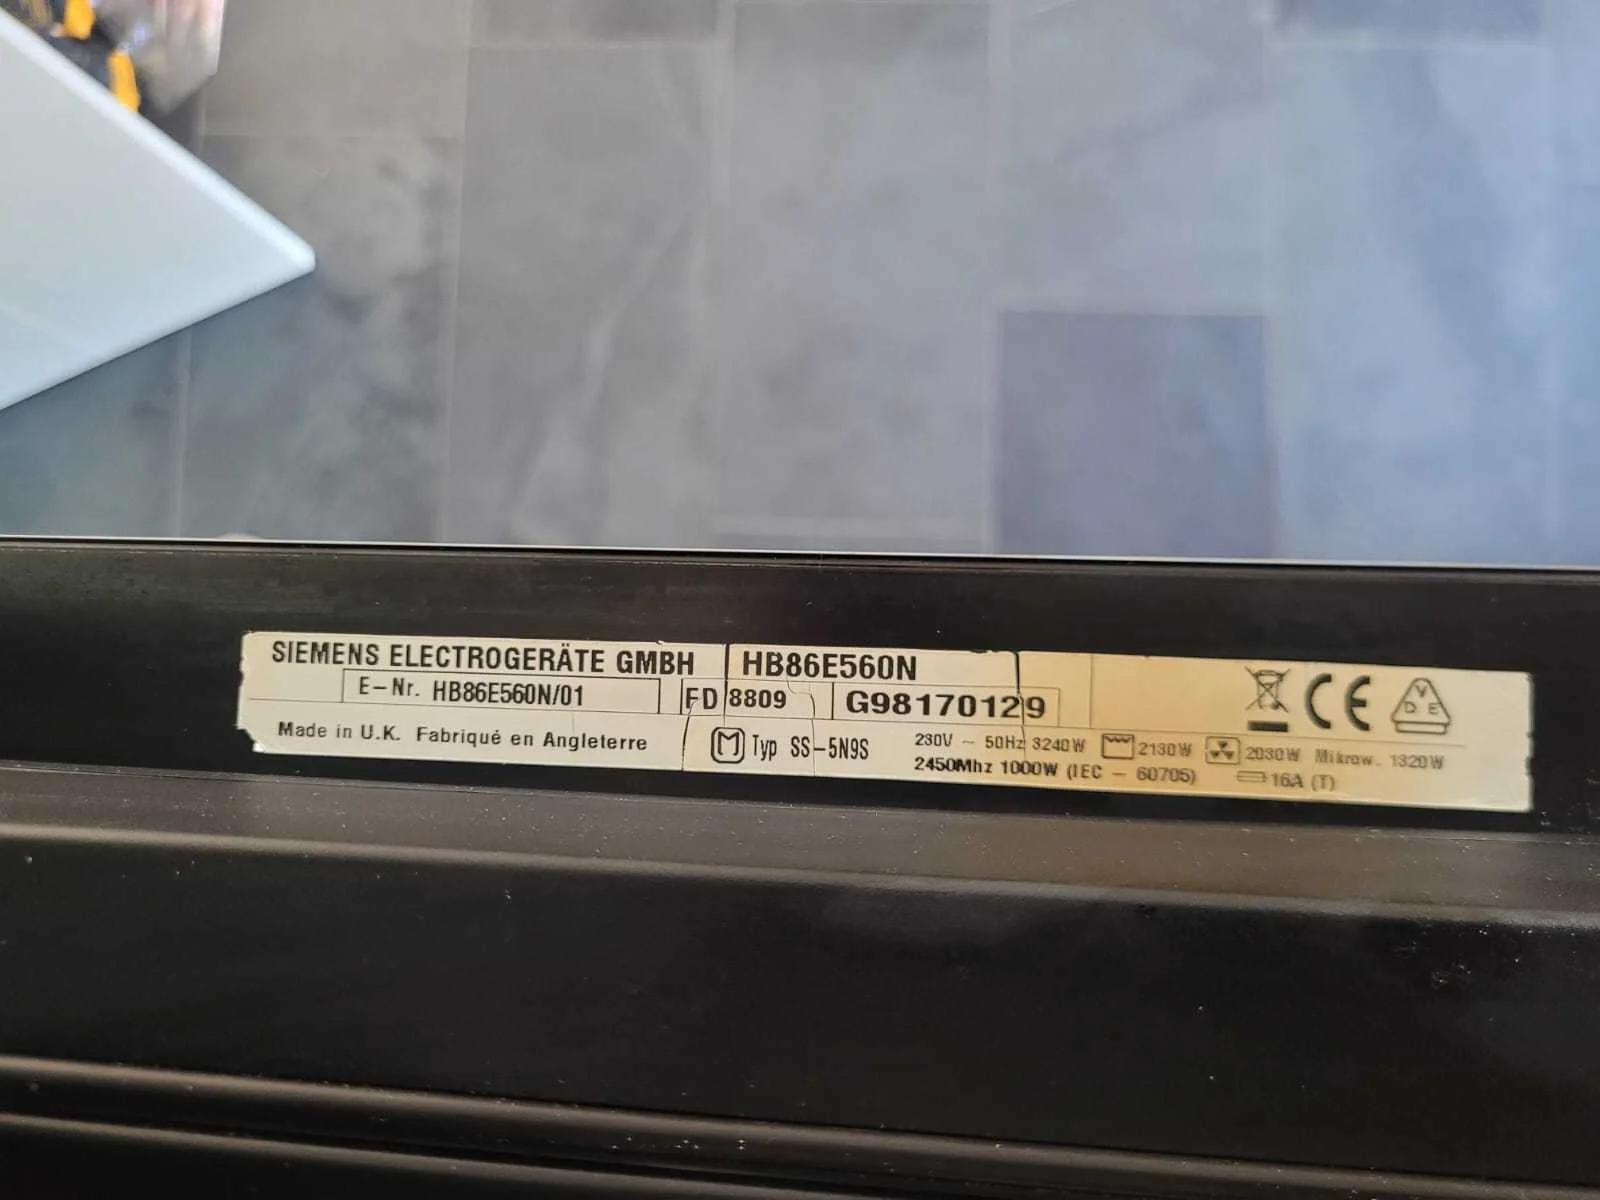 SIEMENS ELECTROGERÄTE GMBH HB86E560N
E-Nr. HB86E560N/01 FD 8809 G98170129
CE VDE
Made in U.K. Fabriqué en Angleterre M Typ SS-5N9S 230V ~ 50Hz 3240W 2130W 2030W Mikrow. 1320W
2450Mhz 1000W (IEC - 60705) 16A (T)